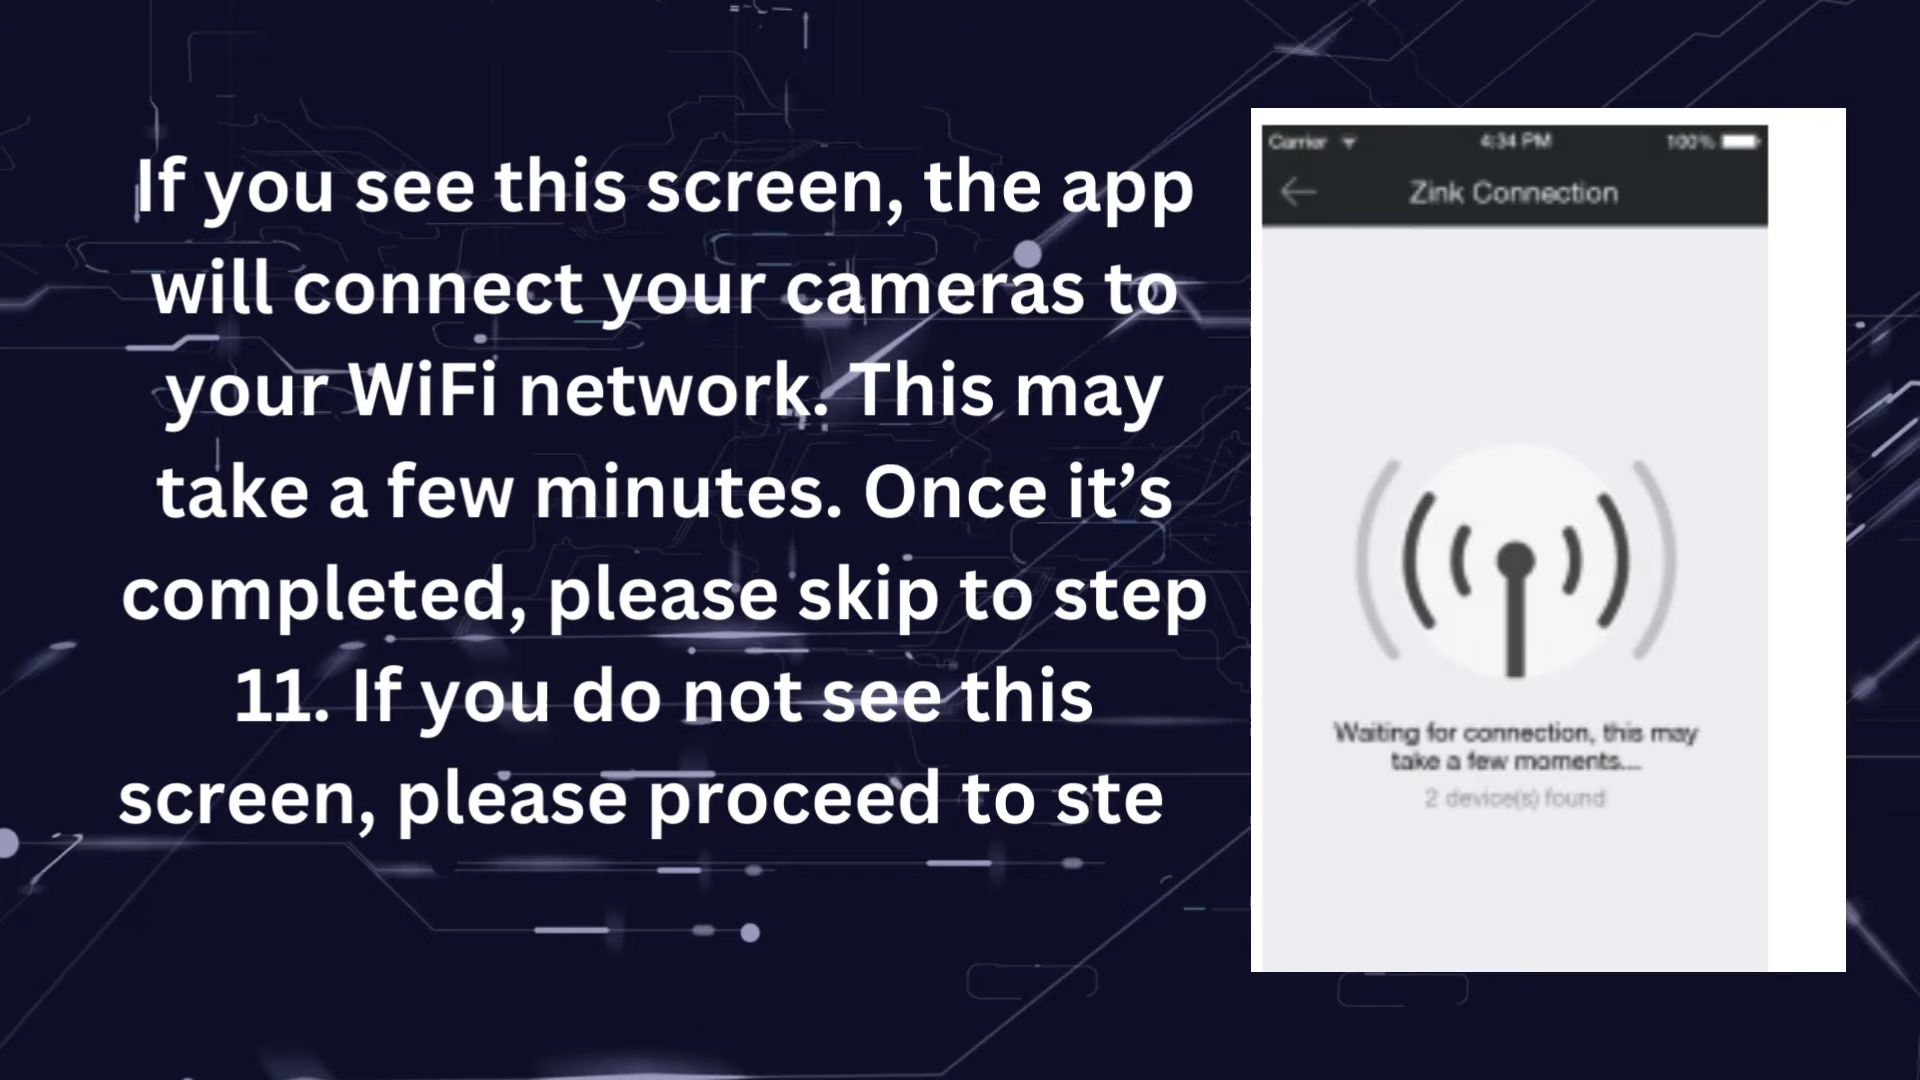 If you see this screen, the app
will connect your cameras to
your WiFi network. This may
take a few minutes. Once it’s
completed, please skip to step
11. If you do not see this
screen, please proceed to ste
Carrier 4:34 PM 100%
Zink Connection
Waiting for connection, this may
take a few moments...
2 device(s) found